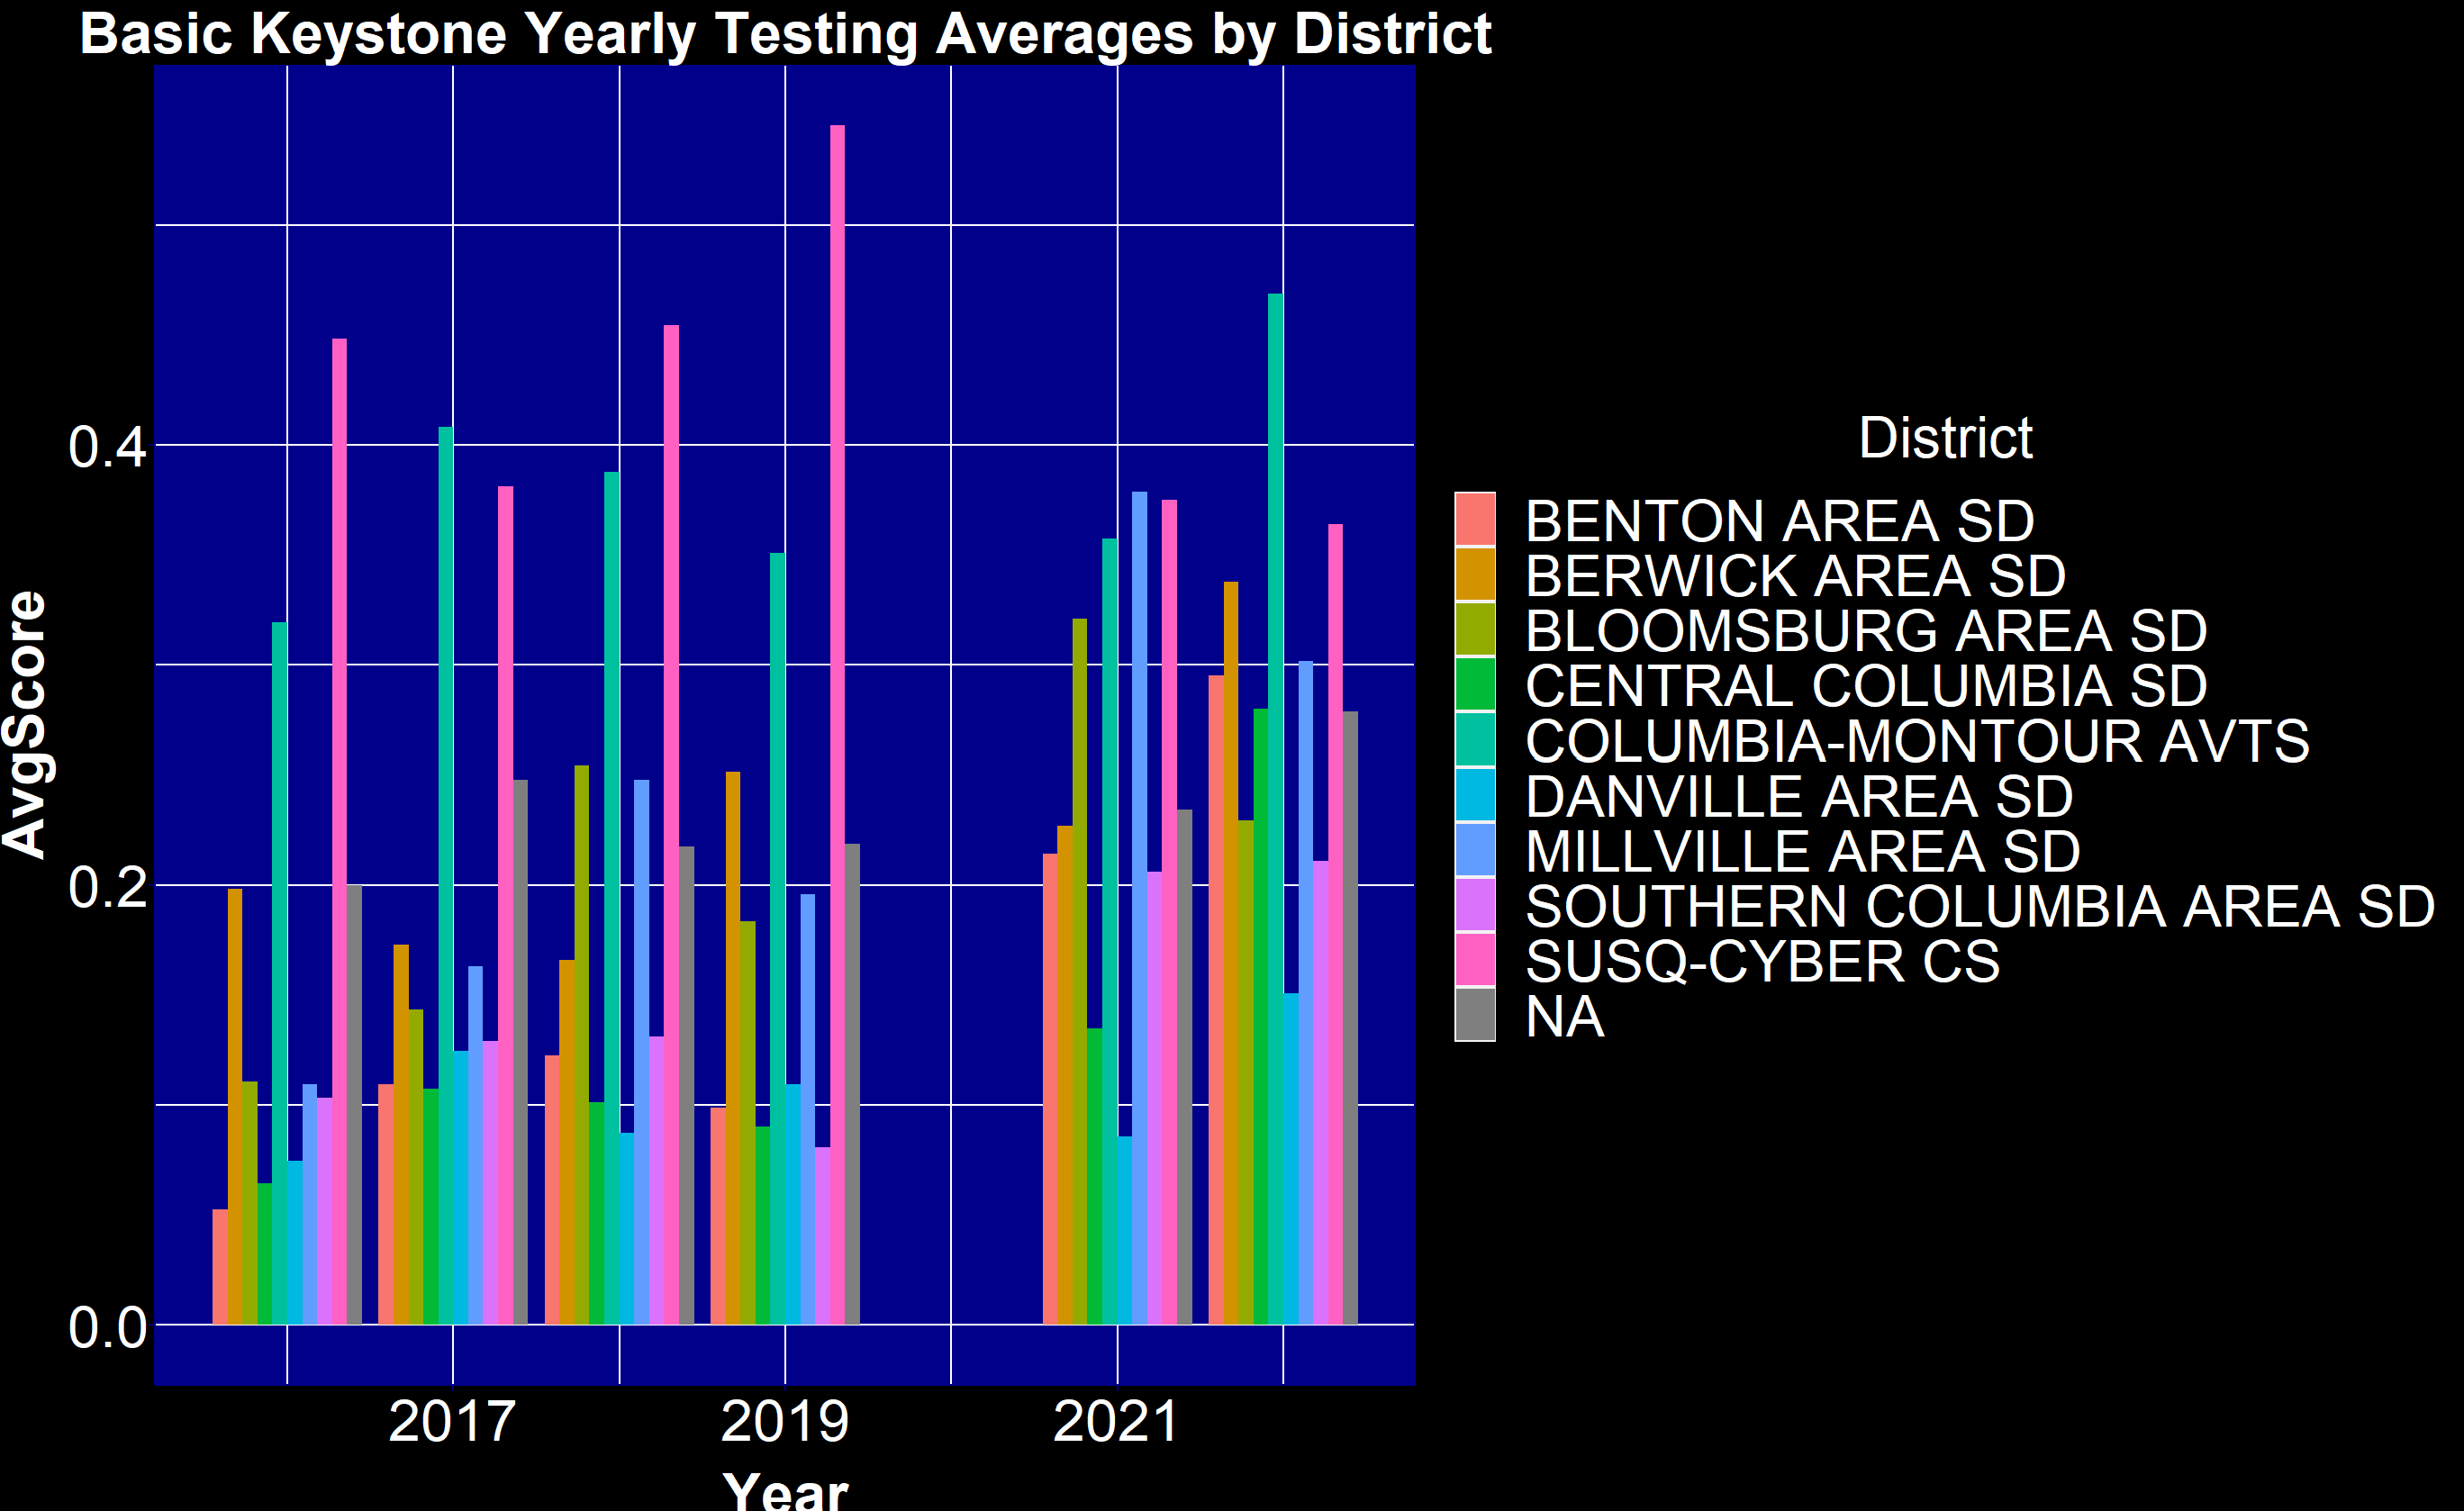 Basic Keystone Yearly Testing Averages by District
AvgScore
0.4
0.2
0.0
2017
2019
2021
Year
District
BENTON AREA SD
BERWICK AREA SD
BLOOMSBURG AREA SD
CENTRAL COLUMBIA SD
COLUMBIA-MONTOUR AVTS
DANVILLE AREA SD
MILLVILLE AREA SD
SOUTHERN COLUMBIA AREA SD
SUSQ-CYBER CS
NA